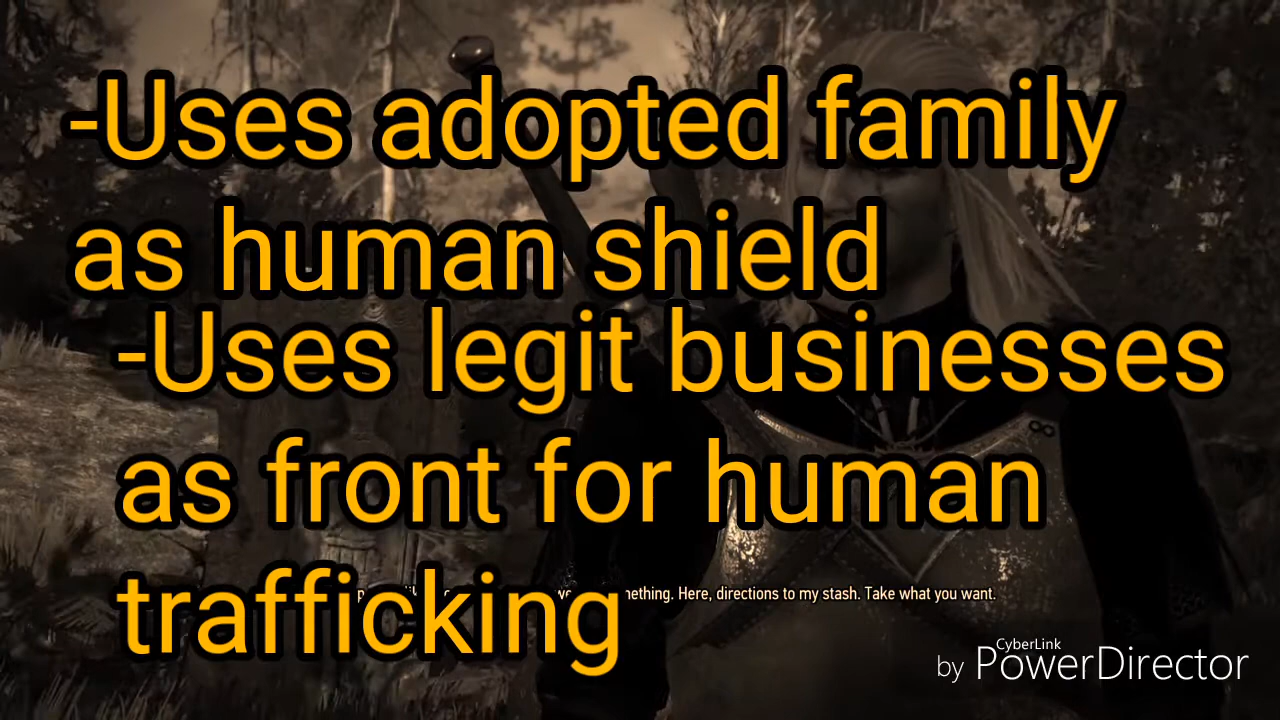 -Uses adopted family
as human shield
-Uses legit businesses
as front for human
trafficking
Here, directions to my stash. Take what you want.
CyberLink
by PowerDirector